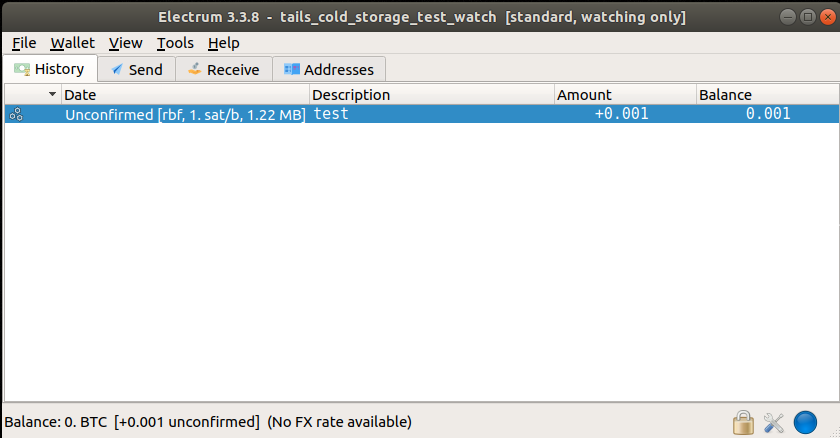 Electrum 3.3.8 - tails_cold_storage_test_watch [standard, watching only]
File Wallet View Tools Help
History Send Receive Addresses
Date Description Amount Balance
Unconfirmed [rbf, 1. sat/b, 1.22 MB] test +0.001 0.001
Balance: 0. BTC [+0.001 unconfirmed] (No FX rate available)